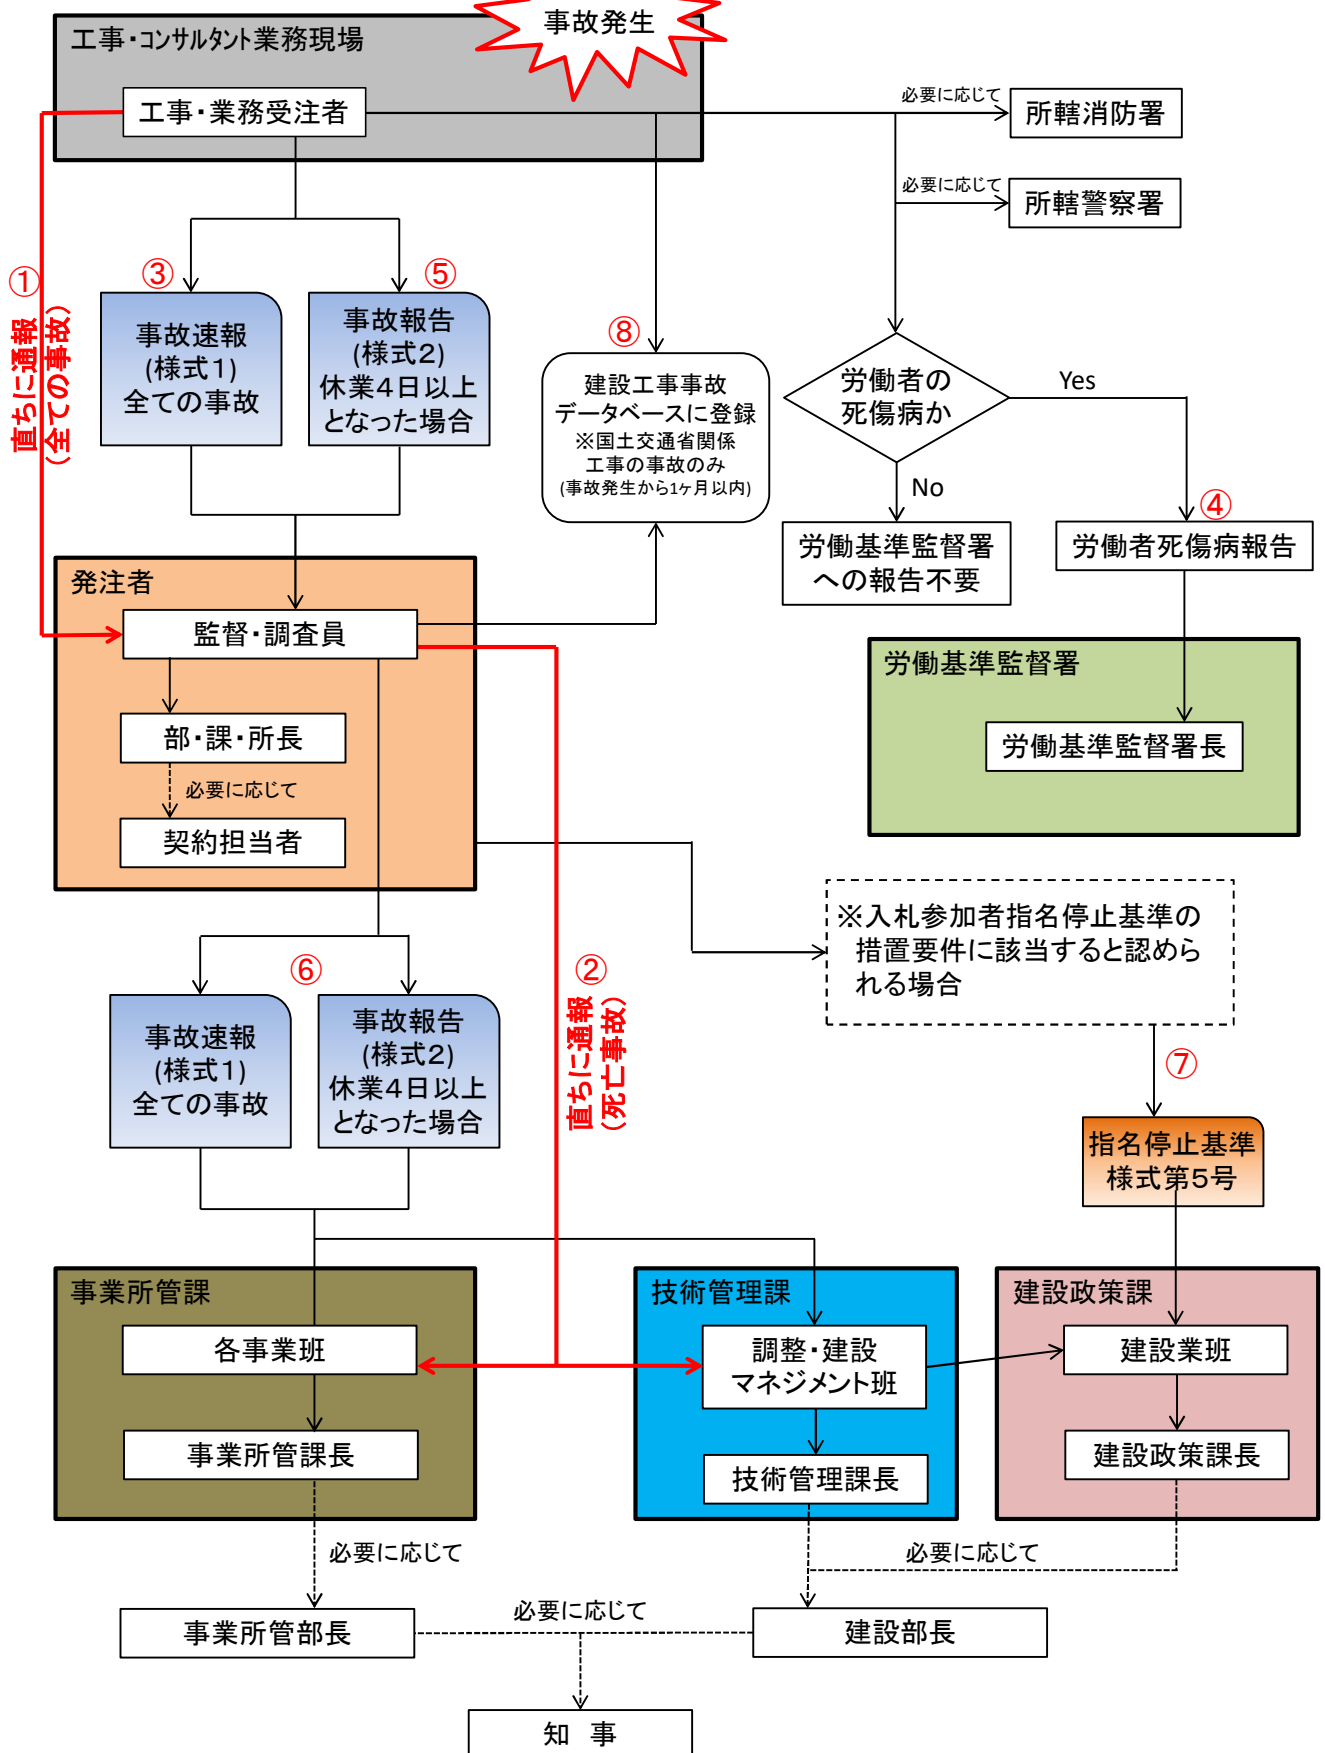 事故発生
工事・コンサルタント業務現場
工事・業務受注者
必要に応じて
所轄消防署
必要に応じて
所轄警察署
①
直ちに通報
（全ての事故）
③
事故速報
(様式１)
全ての事故
⑤
事故報告
(様式２)
休業４日以上
となった場合
⑧
建設工事事故
データベースに登録
※国土交通省関係
工事の事故のみ
(事故発生から1ヶ月以内)
労働者の
死傷病か
Yes
No
労働基準監督署
への報告不要
④
労働者死傷病報告
発注者
監督・調査員
部・課・所長
必要に応じて
契約担当者
労働基準監督署
労働基準監督署長
※入札参加者指名停止基準の
措置要件に該当すると認めら
れる場合
⑥
事故速報
(様式１)
全ての事故
事故報告
(様式２)
休業４日以上
となった場合
②
直ちに通報
（死亡事故）
⑦
指名停止基準
様式第５号
事業所管課
各事業班
事業所管課長
技術管理課
調整・建設
マネジメント班
技術管理課長
建設政策課
建設業班
建設政策課長
必要に応じて
必要に応じて
事業所管部長
必要に応じて
建設部長
知　事